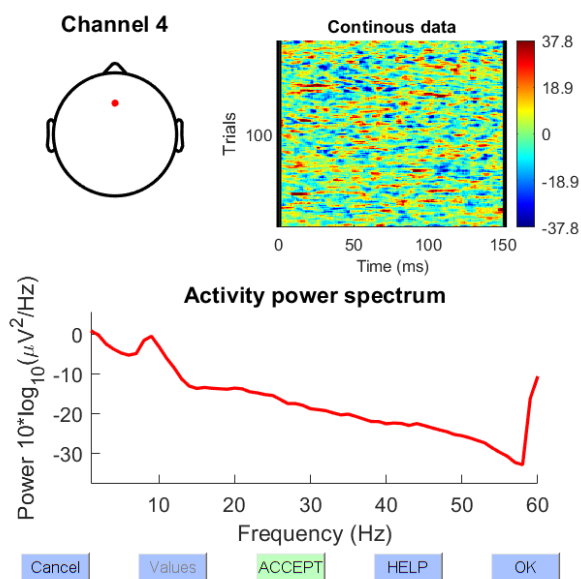 Channel 4
Continous data
Trials
100
0 50 100 150
Time (ms)
37.8
18.9
0
-18.9
-37.8
Activity power spectrum
Power 10*log10(μV2/Hz)
0
-10
-20
-30
10 20 30 40 50 60
Frequency (Hz)
Cancel Values ACCEPT HELP OK